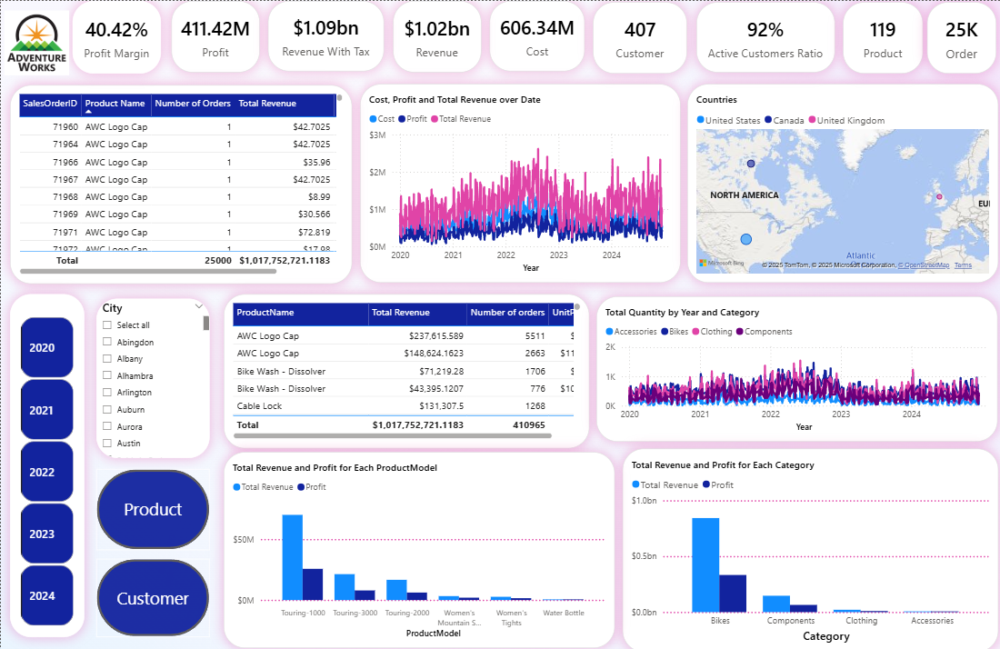 ADVENTURE
WORKS
40.42%
Profit Margin
411.42M
Profit
$1.09bn
Revenue With Tax
$1.02bn
Revenue
606.34M
Cost
407
Customer
92%
Active Customers Ratio
119
Product
25K
Order
SalesOrderID Product Name Number of Orders Total Revenue
71960 AWC Logo Cap 1 $42.7025
71964 AWC Logo Cap 1 $42.7025
71966 AWC Logo Cap 1 $35.96
71967 AWC Logo Cap 1 $42.7025
71968 AWC Logo Cap 1 $8.99
71969 AWC Logo Cap 1 $30.566
71971 AWC Logo Cap 1 $72.819
71972 AWC Logo Cap 1 $17.98
Total 25000 $1,017,752,721.1183
Cost, Profit and Total Revenue over Date
Cost Profit Total Revenue
$3M
$2M
$1M
$0M
2020 2021 2022 2023 2024
Year
Countries
United States Canada United Kingdom
NORTH AMERICA
EU
Atlantic
Microsoft Bing
© 2025 TomTom, © 2025 Microsoft Corporation, © OpenStreetMap Terms
2020
2021
2022
2023
2024
City
Select all
Abingdon
Albany
Alhambra
Arlington
Auburn
Aurora
Austin
Product
Customer
ProductName Total Revenue Number of orders UnitP
AWC Logo Cap $237,615.589 5511 $
AWC Logo Cap $148,624.1623 2663 $11
Bike Wash - Dissolver $71,219.28 1706 $
Bike Wash - Dissolver $43,395.1207 776 $10
Cable Lock $131,307.5 1268
Total $1,017,752,721.1183 410965
Total Quantity by Year and Category
Accessories Bikes Clothing Components
2K
1K
0K
2020 2021 2022 2023 2024
Year
Total Revenue and Profit for Each ProductModel
Total Revenue Profit
$50M
$0M
Touring-1000 Touring-3000 Touring-2000 Women's Women's Water Bottle
Mountain S... Tights
ProductModel
Total Revenue and Profit for Each Category
Total Revenue Profit
$1.0bn
$0.5bn
$0.0bn
Bikes Components Clothing Accessories
Category